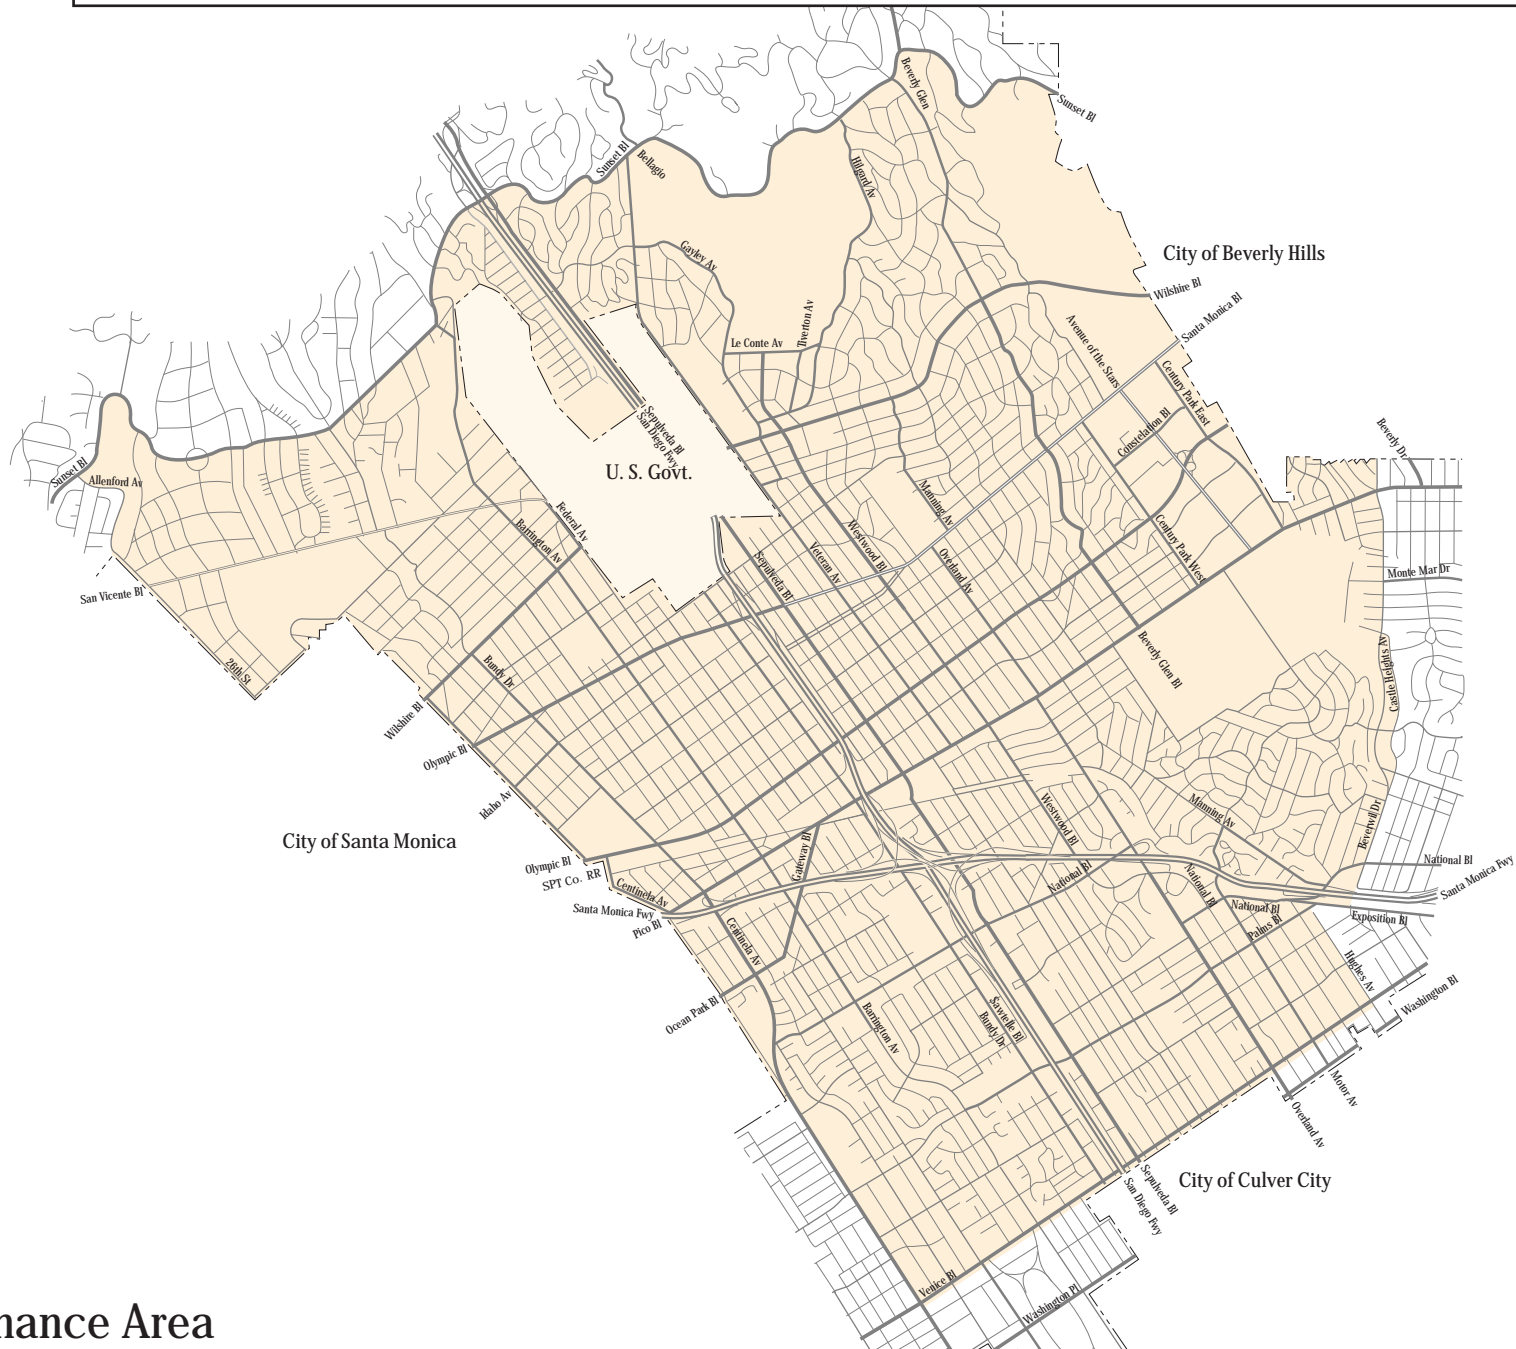 Beverly Glen
Sunset Bl
Sunset Bl
Bellagio
Hilgard Av
Gayley Av
City of Beverly Hills
Wilshire Bl
Santa Monica Bl
Tiverton Av
Le Conte Av
Avenue of the Stars
Century Park East
Constelation Bl
Sepulveda Bl
San Diego Fwy
U. S. Govt.
Beverly Dr
Sunset Bl
Allenford Av
Federal Av
Barrington Av
Manning Av
Westwood Bl
Veteran Av
Sepulveda Bl
Overland Av
Century Park West
Monte Mar Dr
San Vicente Bl
26th St
Bundy Dr
Beverly Glen Bl
Castle Heights Av
Wilshire Bl
Olympic Bl
Idaho Av
City of Santa Monica
Manning Av
Westwood Bl
Beverwil Dr
Gateway Bl
Olympic Bl
SPT Co. RR
Centinela Av
National Bl
National Bl
National Bl
Santa Monica Fwy
National Bl
Santa Monica Fwy
Pico Bl
Palms Bl
Exposition Bl
Centinela Av
Hughes Av
Washington Bl
Ocean Park Bl
Barrington Av
Sawtelle Bl
Bundy Dr
Motor Av
Overland Av
City of Culver City
Sepulveda Bl
San Diego Fwy
Venice Bl
Washington Pl
nance Area